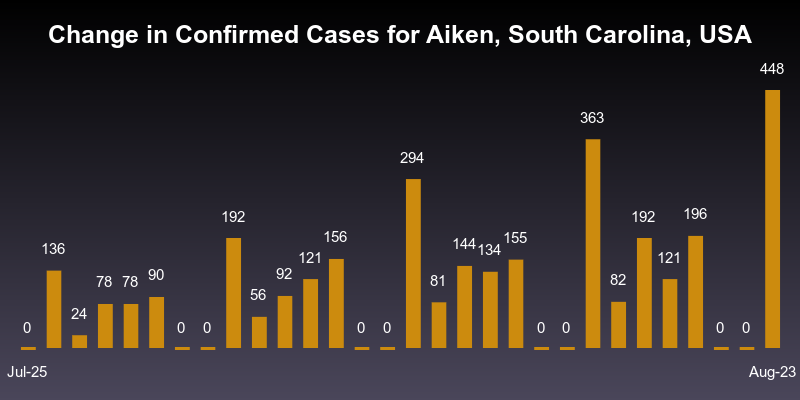 Change in Confirmed Cases for Aiken, South Carolina, USA
0 136 24 78 78 90 0 0 192 56 92 121 156 0 0 294 81 144 134 155 0 0 363 82 192 121 196 0 0 448
Jul-25 Aug-23